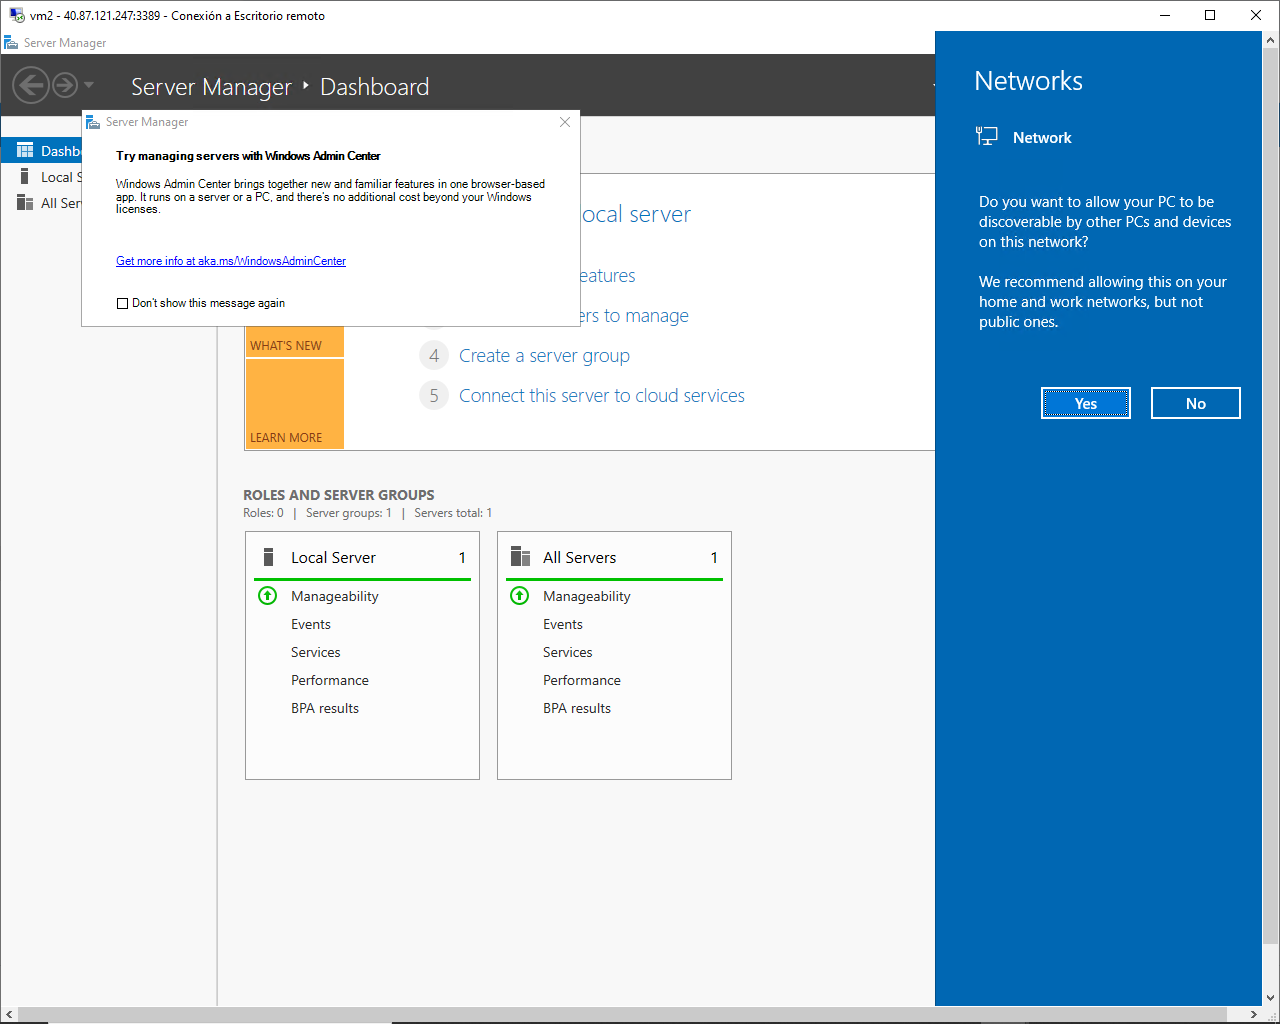 vm2 - 40.87.121.247:3389 - Conexión a Escritorio remoto
Server Manager
Server Manager
Dashboard
Server Manager
Try managing servers with Windows Admin Center
Windows Admin Center brings together new and familiar features in one browser-based
app. It runs on a server or a PC, and there's no additional cost beyond your Windows
licenses.
Get more info at aka.ms/WindowsAdminCenter
Don't show this message again
Dashb
Local S
All Ser
ocal server
eatures
ers to manage
4 Create a server group
5 Connect this server to cloud services
WHAT'S NEW
LEARN MORE
ROLES AND SERVER GROUPS
Roles: 0 | Server groups: 1 | Servers total: 1
Local Server 1
Manageability
Events
Services
Performance
BPA results
All Servers 1
Manageability
Events
Services
Performance
BPA results
Networks
Network
Do you want to allow your PC to be
discoverable by other PCs and devices
on this network?
We recommend allowing this on your
home and work networks, but not
public ones.
Yes
No